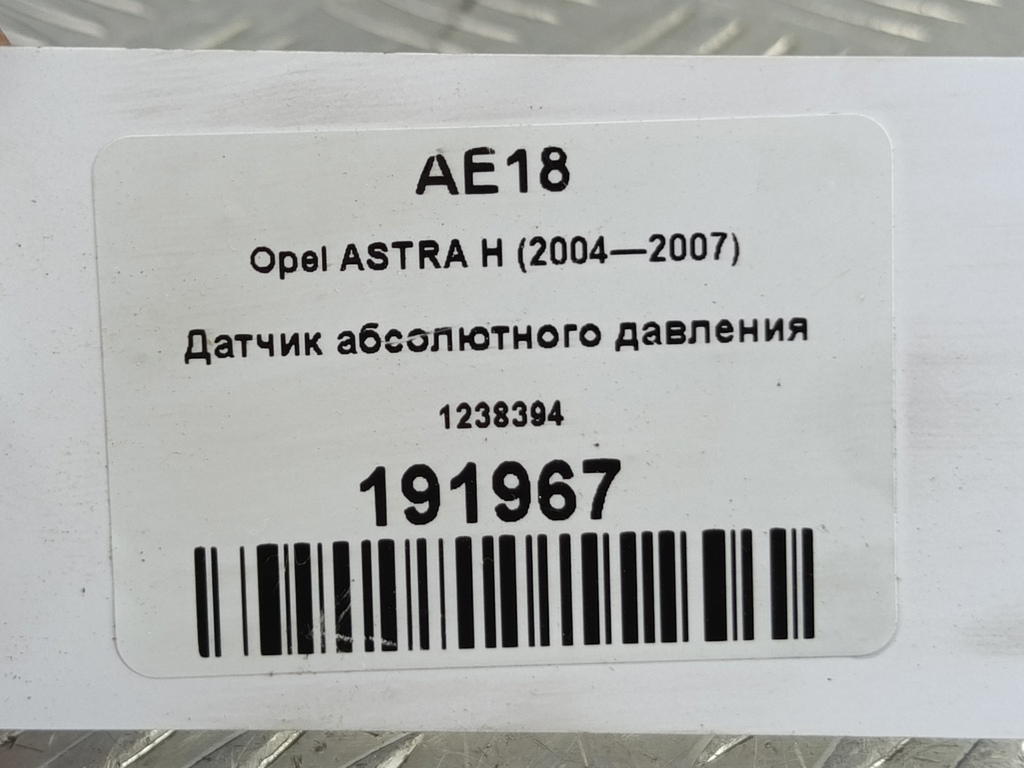 AE18
Opel ASTRA H (2004—2007)
Датчик абсолютного давления
1238394
191967